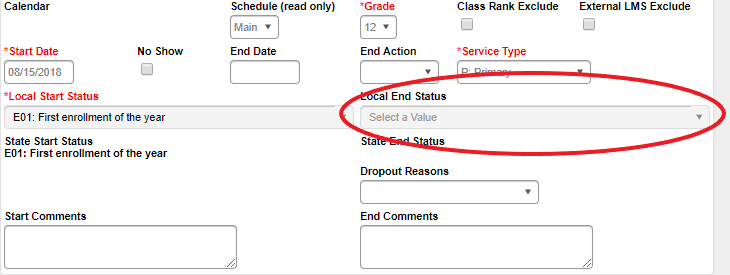 Calendar Schedule (read only) *Grade Class Rank Exclude External LMS Exclude
Main 12
*Start Date No Show End Date End Action *Service Type
08/15/2018 P: Primary
*Local Start Status Local End Status
E01: First enrollment of the year Select a Value
State Start Status State End Status
E01: First enrollment of the year
Dropout Reasons
Start Comments End Comments